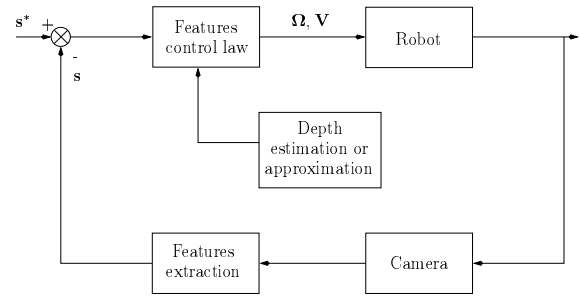 s* +
-
s
Features
control law
Ω, V
Robot
Depth
estimation or
approximation
Features
extraction
Camera